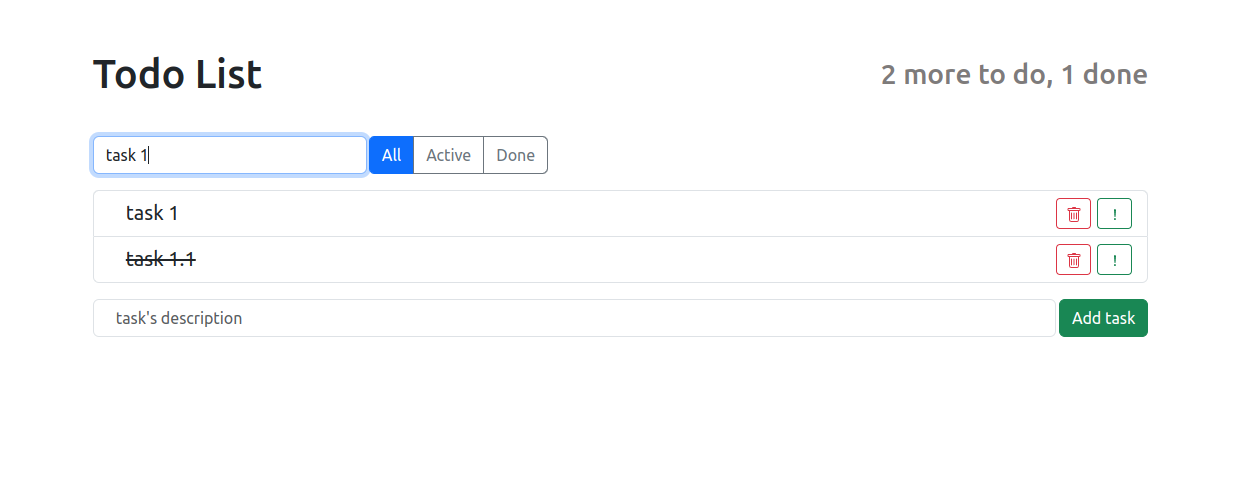 Todo List 2 more to do, 1 done
task 1 All Active Done
task 1 !
task 1.1 !
task's description Add task